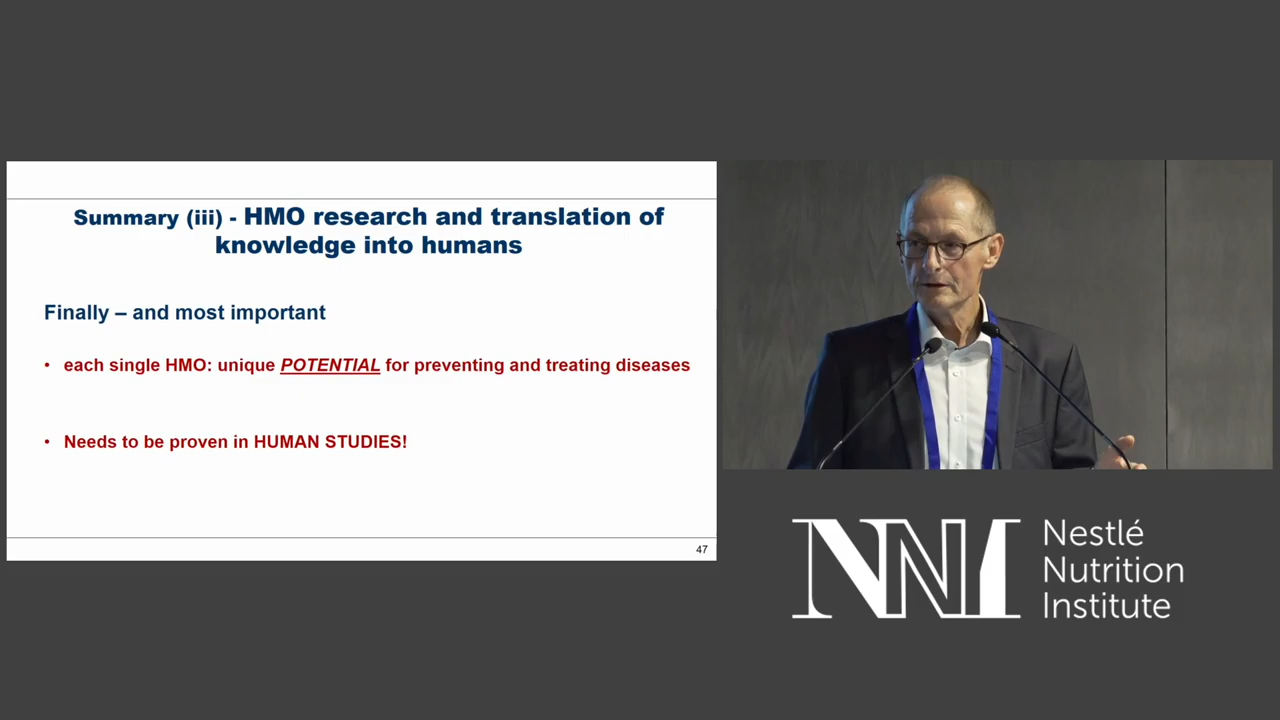 Summary (iii) - HMO research and translation of
knowledge into humans
Finally – and most important
• each single HMO: unique POTENTIAL for preventing and treating diseases
• Needs to be proven in HUMAN STUDIES!
47
NNI
Nestlé
Nutrition
Institute